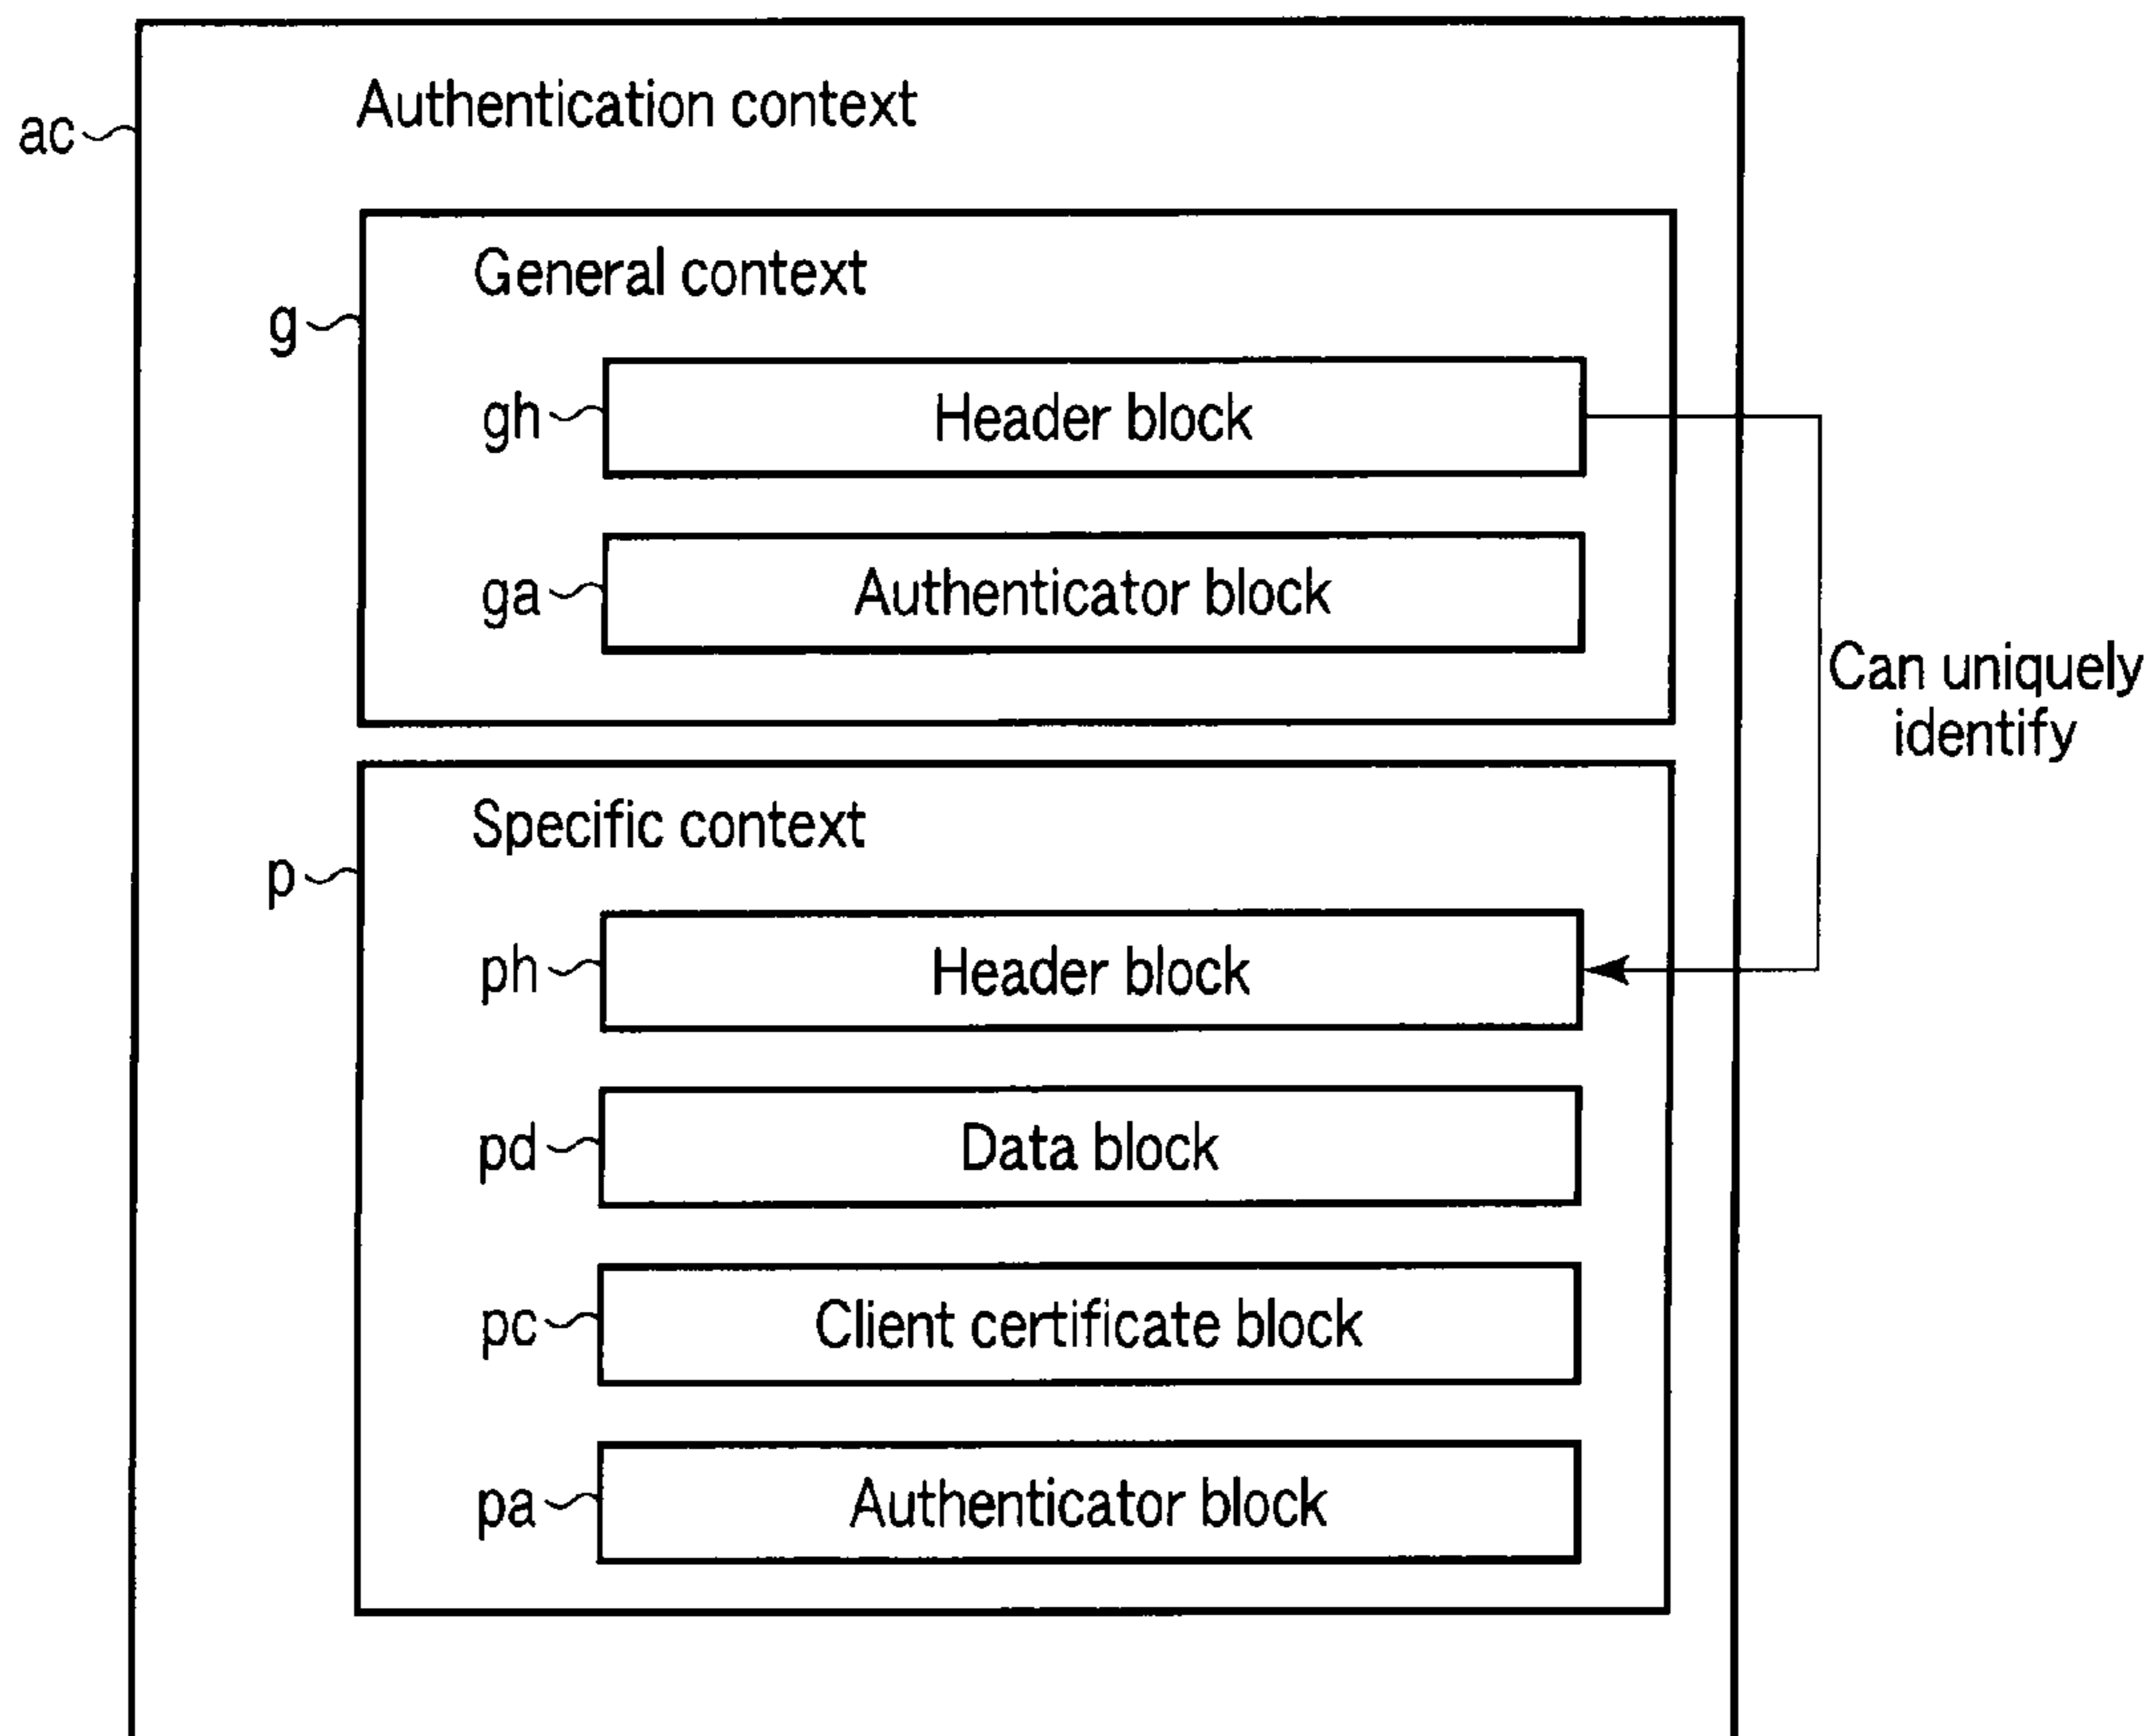 Authentication context
ac
General context
g
gh
Header block
ga
Authenticator block
Can uniquely
identify
Specific context
p
ph
Header block
pd
Data block
pc
Client certificate block
pa
Authenticator block